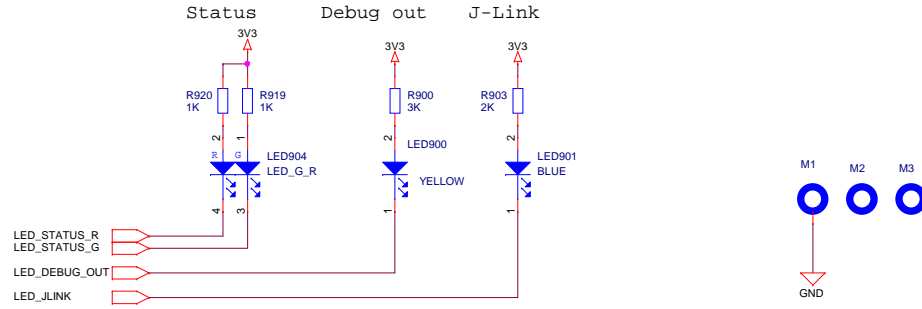 Status Debug out J-Link
3V3
3V3 3V3
R920 R919 R900 R903
1K 1K 3K 2K
2 1 2 2
LED900
R G LED904 LED901
LED_G_R BLUE
YELLOW
M1 M2 M3
4 3 1 1
LED_STATUS_R
LED_STATUS_G
LED_DEBUG_OUT
LED_JLINK
GND